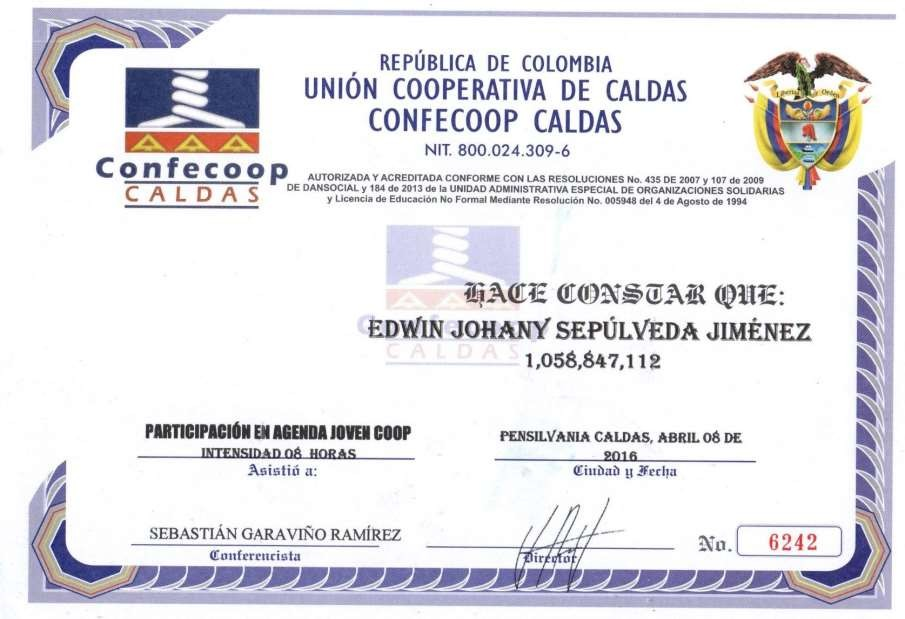 REPÚBLICA DE COLOMBIA
UNIÓN COOPERATIVA DE CALDAS
CONFECOOP CALDAS
NIT. 800.024.309-6
Libertad y Orden
Confecoop
CALDAS
AUTORIZADA Y ACREDITADA CONFORME CON LAS RESOLUCIONES No. 435 DE 2007 y 107 de 2009
DE DANSOCIAL y 184 de 2013 de la UNIDAD ADMINISTRATIVA ESPECIAL DE ORGANIZACIONES SOLIDARIAS
y Licencia de Educación No Formal Mediante Resolución No. 005948 del 4 de Agosto de 1994
HACE CONSTAR QUE:
EDWIN JOHANY SEPÚLVEDA JIMÉNEZ
CALDAS
1,058,847,112
PARTICIPACIÓN EN AGENDA JOVEN COOP
INTENSIDAD 08 HORAS
Asistió a:
PENSILVANIA CALDAS, ABRIL 08 DE
2016
Ciudad y Fecha
SEBASTIÁN GARAVIÑO RAMÍREZ
Conferencista
Director
No. 6242